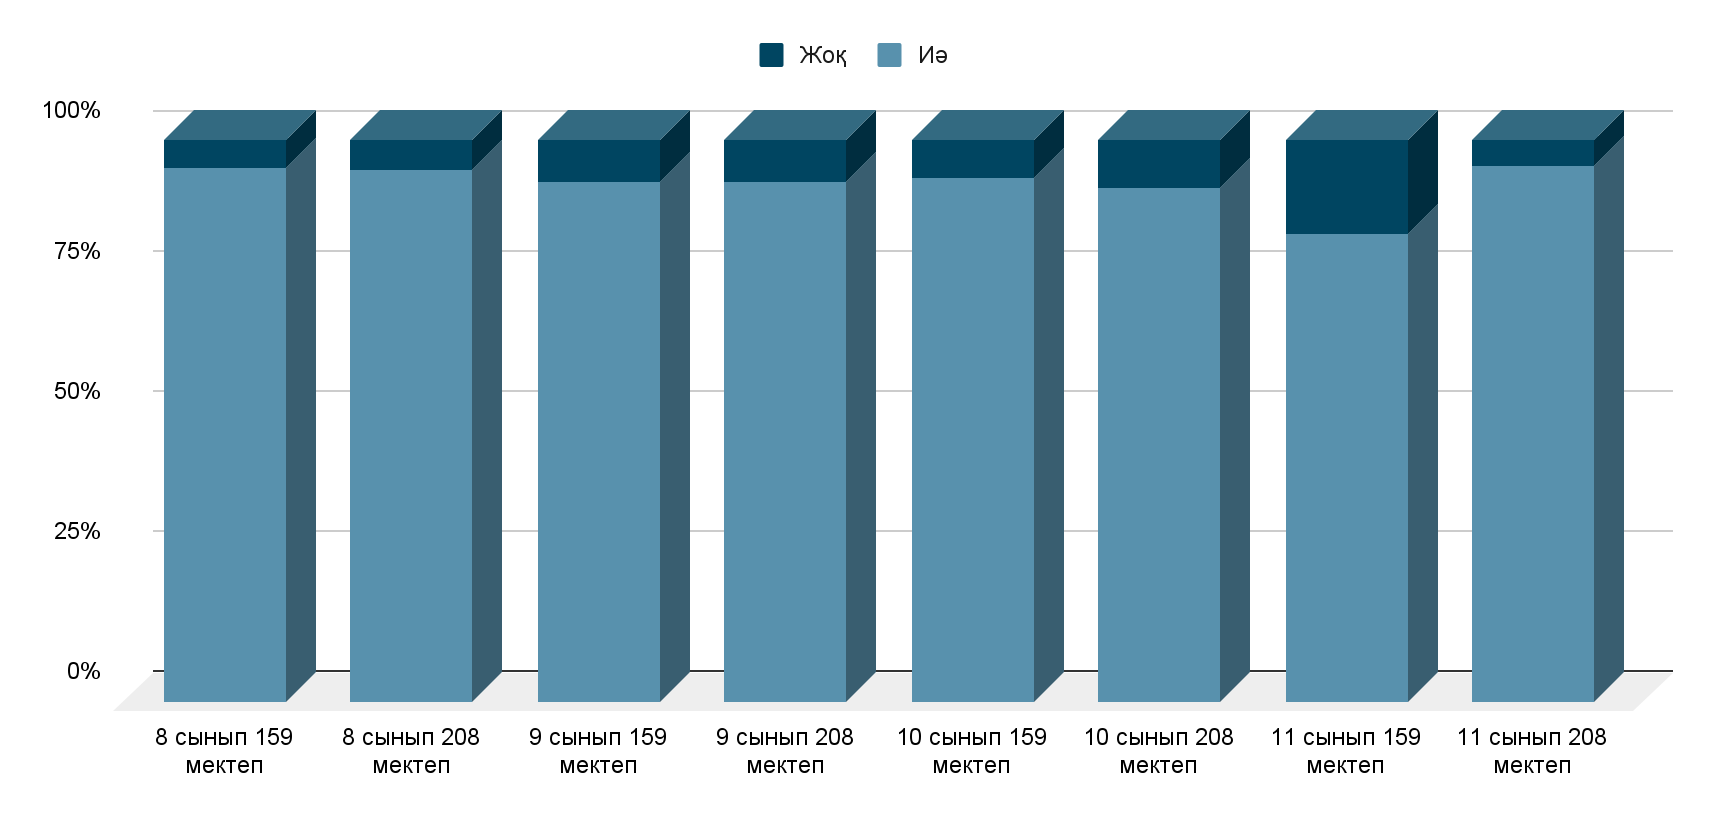 Жоқ Иә
100%
75%
50%
25%
0%
8 сынып 159
мектеп
8 сынып 208
мектеп
9 сынып 159
мектеп
9 сынып 208
мектеп
10 сынып 159
мектеп
10 сынып 208
мектеп
11 сынып 159
мектеп
11 сынып 208
мектеп